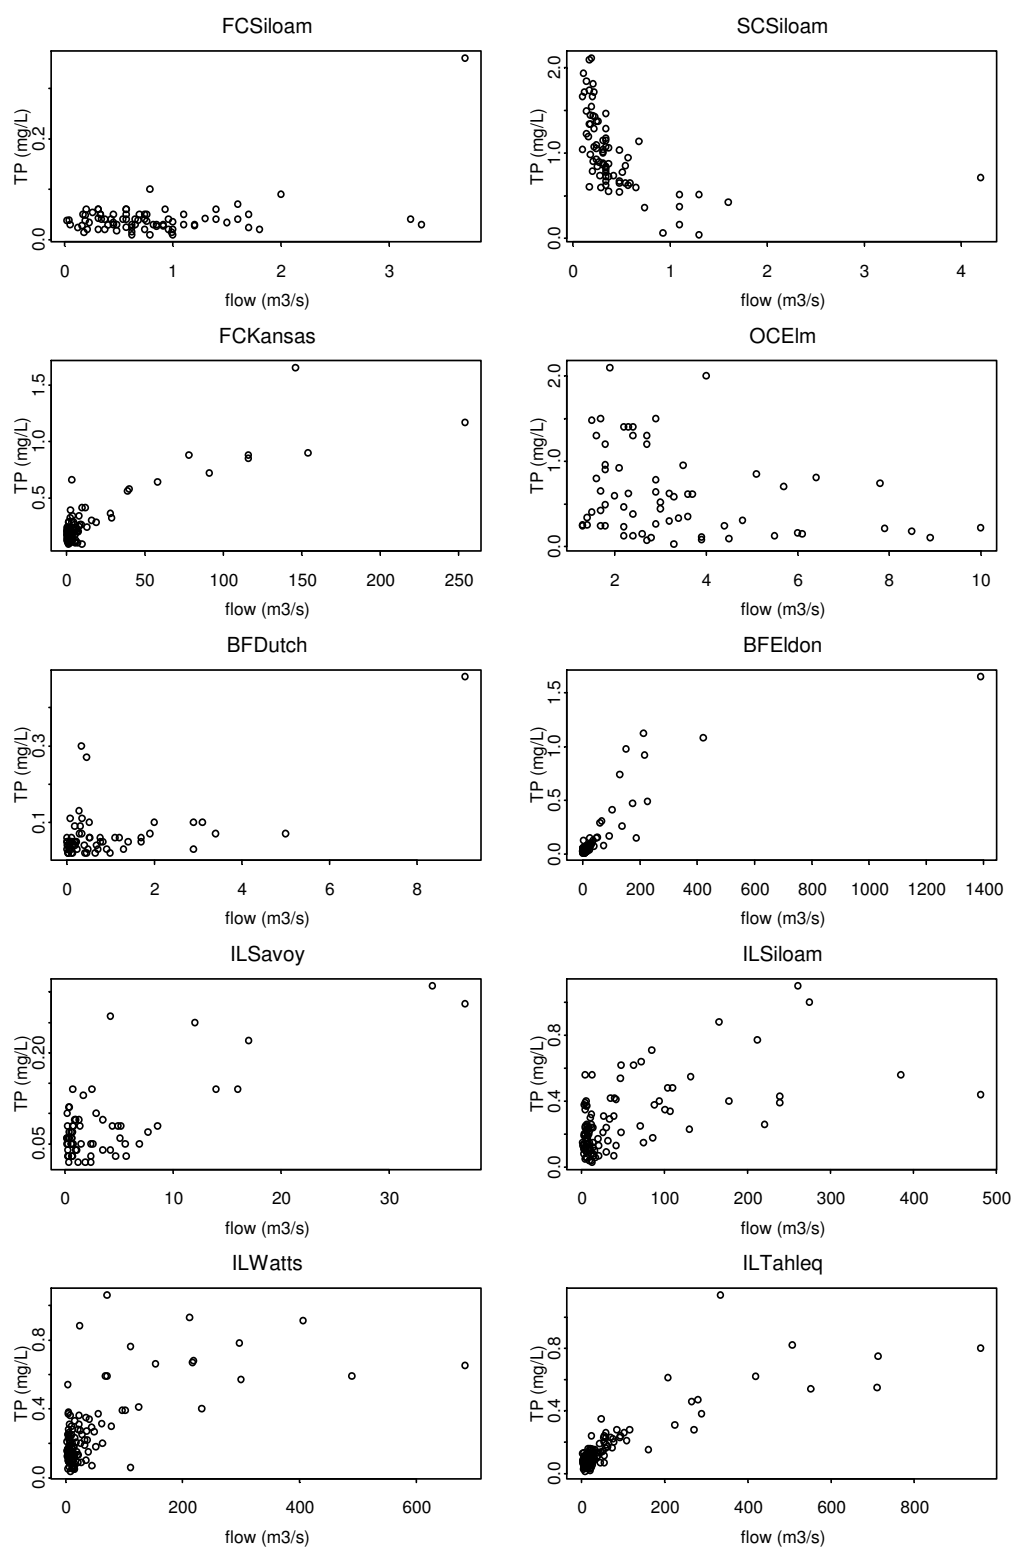 FCSiloam
TP (mg/L)
0.0 0.2
0 1 2 3
flow (m3/s)
SCSiloam
TP (mg/L)
0.0 1.0 2.0
0 1 2 3 4
flow (m3/s)
FCKansas
TP (mg/L)
0.5 1.0 1.5
0 50 100 150 200 250
flow (m3/s)
OCElm
TP (mg/L)
0.0 1.0 2.0
2 4 6 8 10
flow (m3/s)
BFDutch
TP (mg/L)
0.1 0.3
0 2 4 6 8
flow (m3/s)
BFEldon
TP (mg/L)
0.0 0.5 1.0 1.5
0 200 400 600 800 1000 1200 1400
flow (m3/s)
ILSavoy
TP (mg/L)
0.05 0.20
0 10 20 30
flow (m3/s)
ILSiloam
TP (mg/L)
0.0 0.4 0.8
0 100 200 300 400 500
flow (m3/s)
ILWatts
TP (mg/L)
0.0 0.4 0.8
0 200 400 600
flow (m3/s)
ILTahleq
TP (mg/L)
0.0 0.4 0.8
0 200 400 600 800
flow (m3/s)